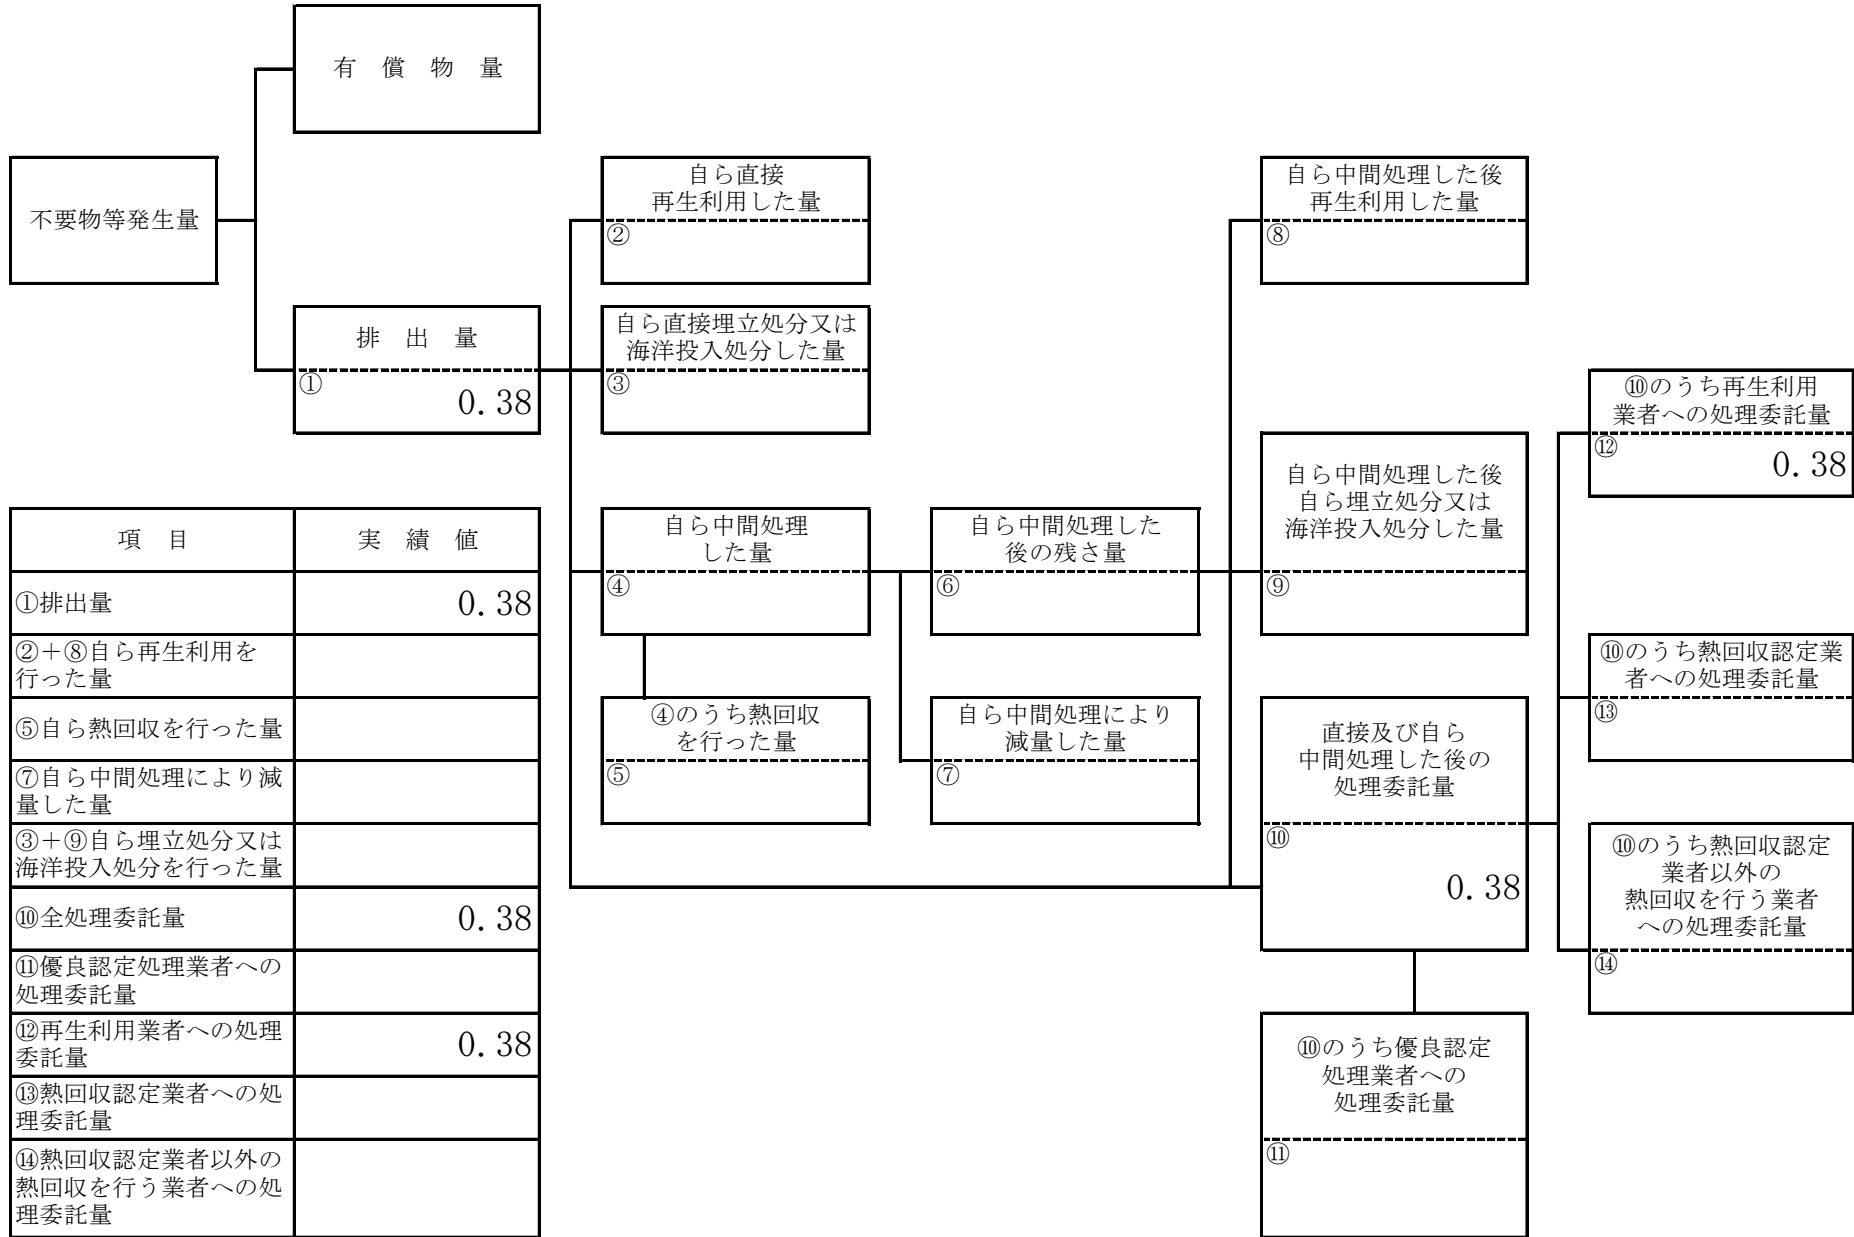 有　償　物　量
不要物等発生量
排　出　量
①
0.38
自ら直接
再生利用した量
②
自ら直接埋立処分又は
海洋投入処分した量
③
自ら中間処理
した量
④
④のうち熱回収
を行った量
⑤
自ら中間処理した
後の残さ量
⑥
自ら中間処理により
減量した量
⑦
自ら中間処理した後
再生利用した量
⑧
自ら中間処理した後
自ら埋立処分又は
海洋投入処分した量
⑨
直接及び自ら
中間処理した後の
処理委託量
⑩
0.38
⑩のうち優良認定
処理業者への
処理委託量
⑪
⑩のうち再生利用
業者への処理委託量
⑫
0.38
⑩のうち熱回収認定業
者への処理委託量
⑬
⑩のうち熱回収認定
業者以外の
熱回収を行う業者
への処理委託量
⑭
項　目
実　績　値
①排出量
0.38
②＋⑧自ら再生利用を
行った量
⑤自ら熱回収を行った量
⑦自ら中間処理により減
量した量
③＋⑨自ら埋立処分又は
海洋投入処分を行った量
⑩全処理委託量
0.38
⑪優良認定処理業者への
処理委託量
⑫再生利用業者への処理
委託量
0.38
⑬熱回収認定業者への処
理委託量
⑭熱回収認定業者以外の
熱回収を行う業者への処
理委託量